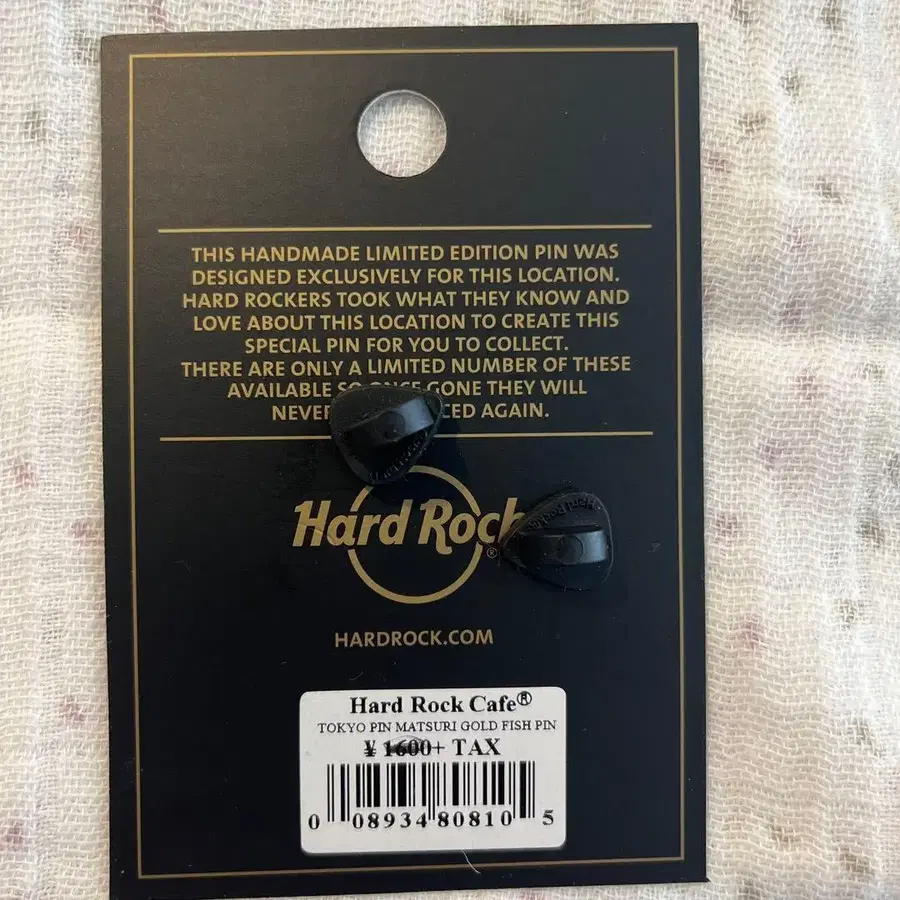 THIS HANDMADE LIMITED EDITION PIN WAS
DESIGNED EXCLUSIVELY FOR THIS LOCATION.
HARD ROCKERS TOOK WHAT THEY KNOW AND
LOVE ABOUT THIS LOCATION TO CREATE THIS
SPECIAL PIN FOR YOU TO COLLECT.
THERE ARE ONLY A LIMITED NUMBER OF THESE
AVAILABLE SO ONCE GONE THEY WILL
NEVER CED AGAIN.
Hard Rock®
HARDROCK.COM
Hard Rock Cafe®
TOKYO PIN MATSURI GOLD FISH PIN
¥ 1600+ TAX
0 08934 80810 5